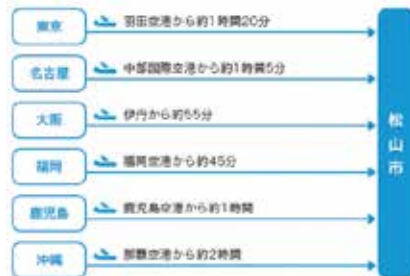 東京
羽田空港から約1時間20分
名古屋
中部国際空港から約1時間5分
大阪
伊丹から約55分
福岡
福岡空港から約45分
鹿児島
鹿児島空港から約1時間
沖縄
那覇空港から約2時間
松山市